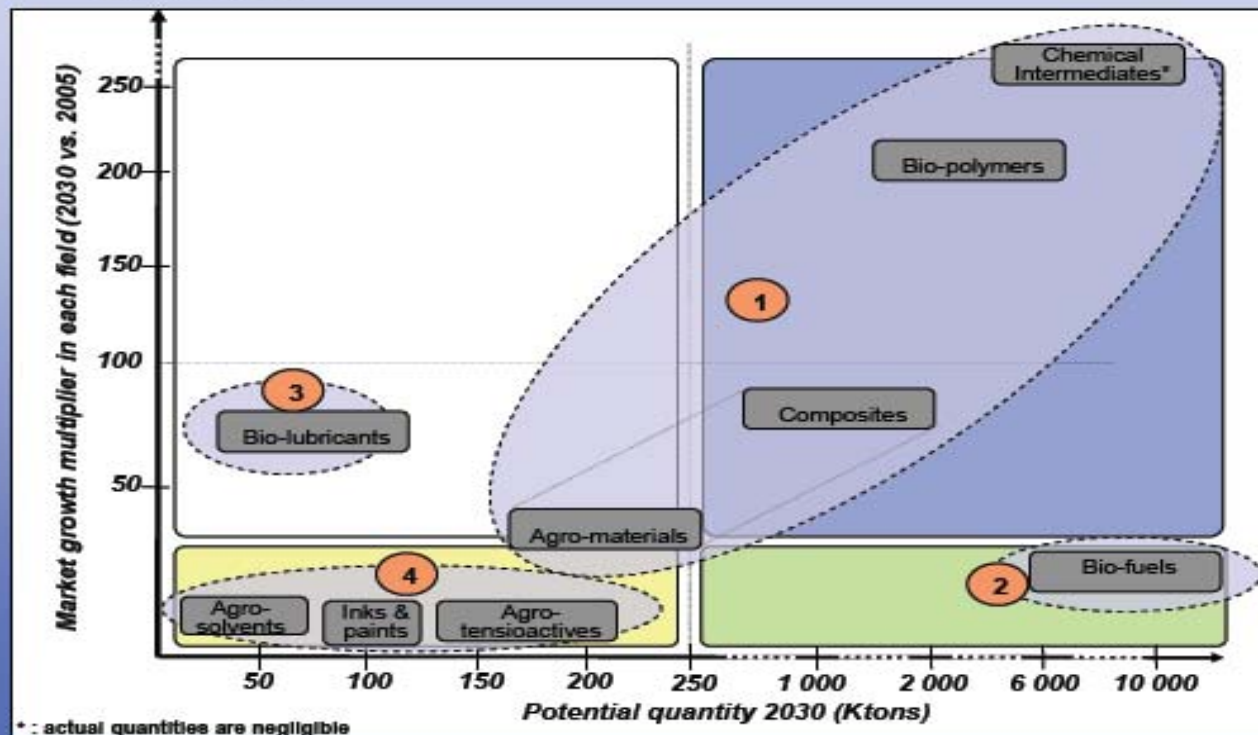 Market growth multiplier in each field (2030 vs. 2005)
250
200
150
100
50
Chemical
Intermediates*
Bio-polymers
1
3
Bio-lubricants
Composites
Agro-materials
4
2
Bio-fuels
Agro-
solvents
Inks &
paints
Agro-
tensioactives
50
100
150
200
250
1 000
2 000
6 000
10 000
Potential quantity 2030 (Ktons)
* : actual quantities are negligible